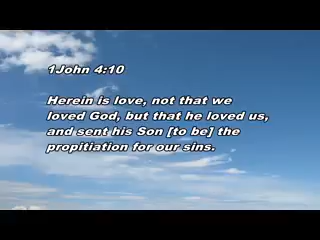 1John 4:10
Herein is love, not that we
loved God, but that he loved us,
and sent his Son [to be] the
propitiation for our sins.